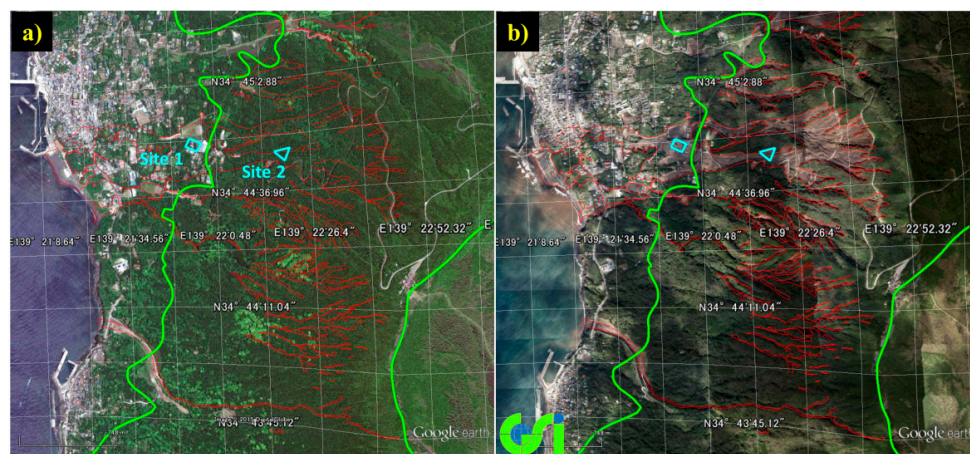 a)
N34° 45'2.88"
Site 1
Site 2
N34° 44'36.96"
E139° 21'8.64"
E139° 21'34.56"
E139° 22'0.48"
E139° 22'26.4"
E139° 22'52.32"
N34° 44'11.04"
N34° 43'45.12"
Google earth
b)
N34° 45'2.88"
N34° 44'36.96"
E139° 21'8.64"
E139° 21'34.56"
E139° 22'0.48"
E139° 22'26.4"
E139° 22'52.32"
N34° 44'11.04"
N34° 43'45.12"
GSI
Google earth